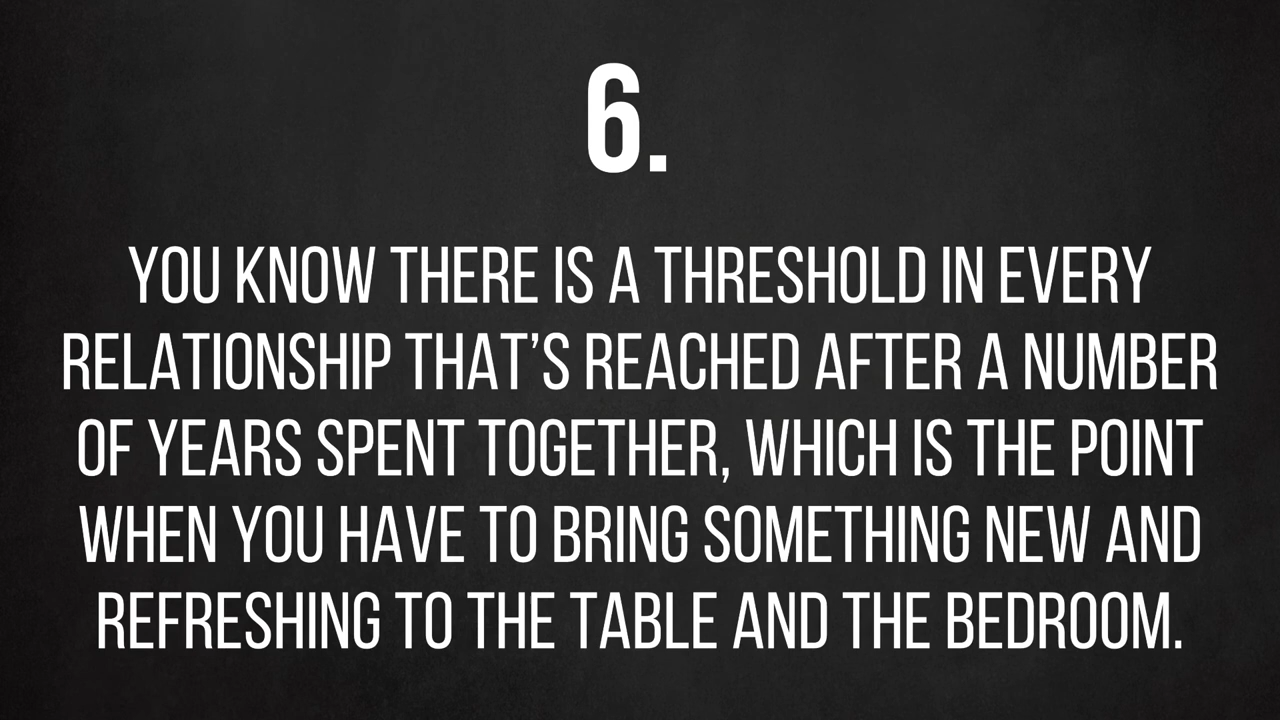 6.
YOU KNOW THERE IS A THRESHOLD IN EVERY
RELATIONSHIP THAT’S REACHED AFTER A NUMBER
OF YEARS SPENT TOGETHER, WHICH IS THE POINT
WHEN YOU HAVE TO BRING SOMETHING NEW AND
REFRESHING TO THE TABLE AND THE BEDROOM.